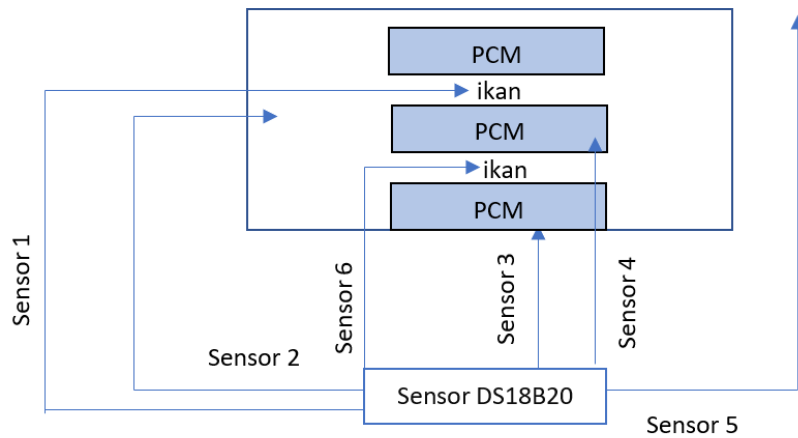 PCM
ikan
PCM
ikan
PCM
Sensor 1
Sensor 6
Sensor 3
Sensor 4
Sensor 2
Sensor DS18B20
Sensor 5